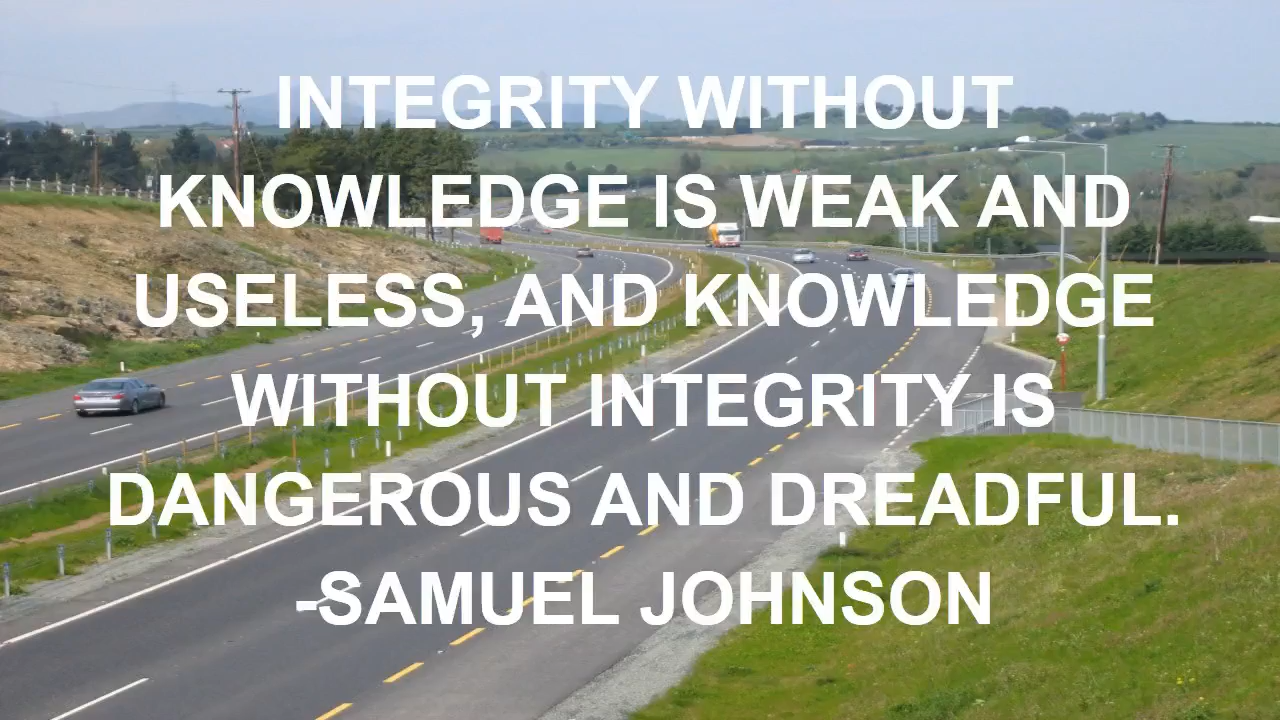 INTEGRITY WITHOUT
KNOWLEDGE IS WEAK AND
USELESS, AND KNOWLEDGE
WITHOUT INTEGRITY IS
DANGEROUS AND DREADFUL.
-SAMUEL JOHNSON